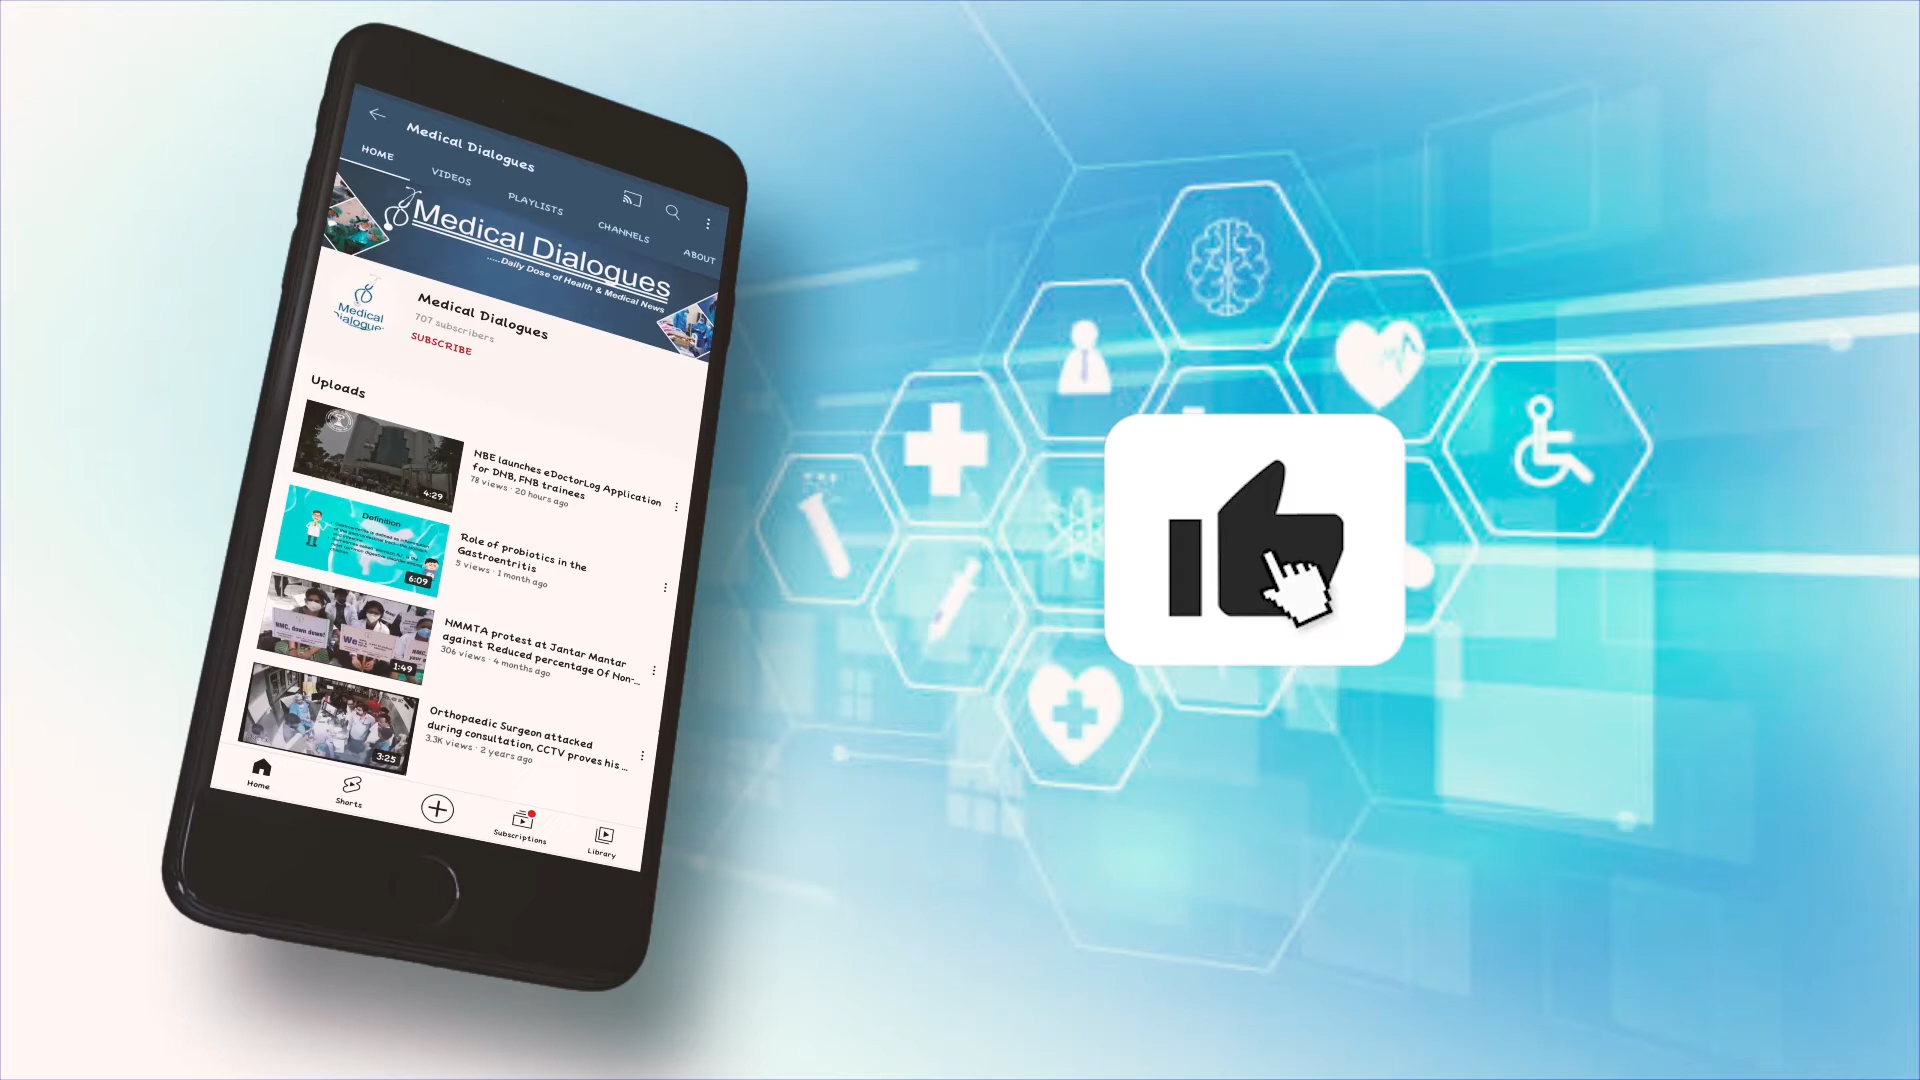 Medical Dialogues
HOME
VIDEOS
PLAYLISTS
CHANNELS
ABOUT
Medical Dialogues
.....Daily Dose of Health & Medical News
Medical
Dialogues
707 subscribers
SUBSCRIBE
Medical Dialogues
Uploads
4:29
NBE launches eDoctorLog Application
for DNB, FNB trainees
78 views · 20 hours ago
Definition
6:09
Role of probiotics in the
Gastroentritis
5 views · 1 month ago
NMC, down down!
We
1:49
NMMTA protest at Jantar Mantar
against Reduced percentage Of Non-...
306 views · 4 months ago
3:25
Orthopaedic Surgeon attacked
during consultation, CCTV proves his ...
3.3K views · 2 years ago
Home
Shorts
Subscriptions
Library